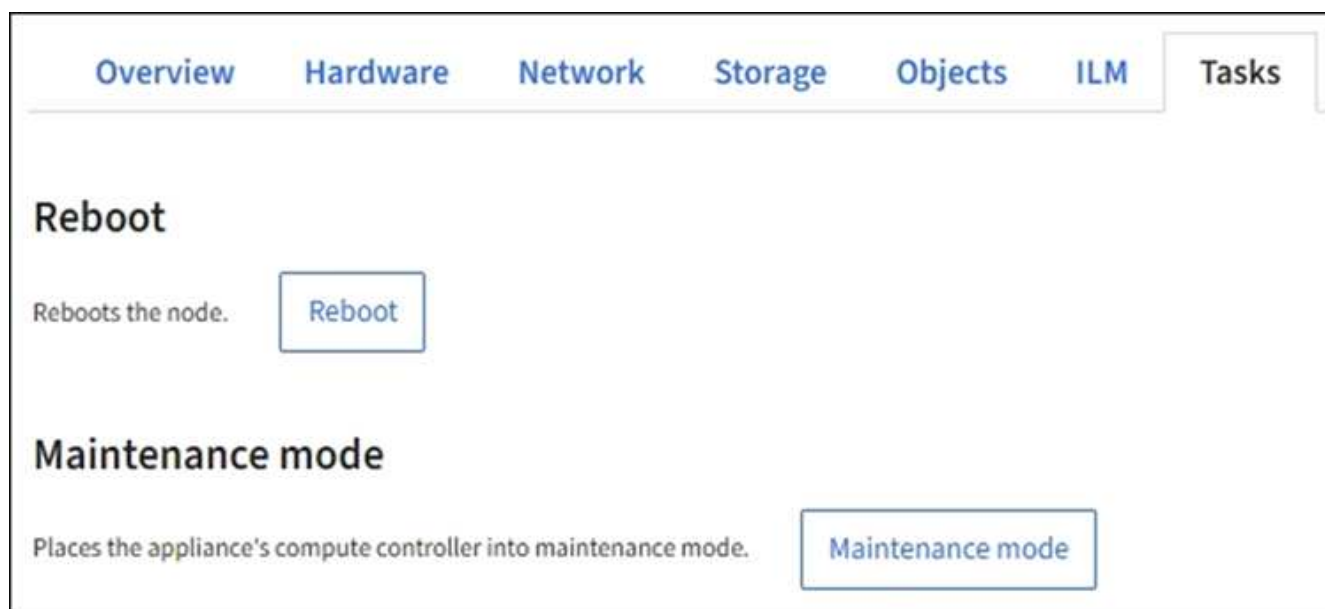 Overview Hardware Network Storage Objects ILM Tasks
Reboot
Reboots the node. Reboot
Maintenance mode
Places the appliance's compute controller into maintenance mode. Maintenance mode